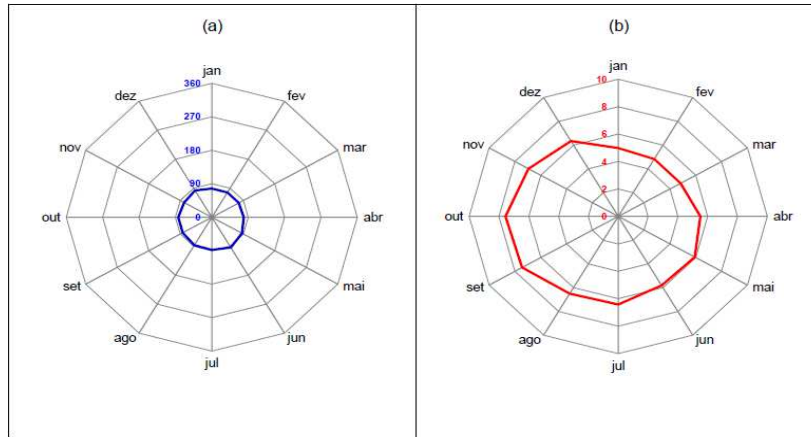 (a)
jan
fev
mar
abr
mai
jun
jul
ago
set
out
nov
dez
360
270
180
90
0
(b)
jan
fev
mar
abr
mai
jun
jul
ago
set
out
nov
dez
10
8
6
4
2
0